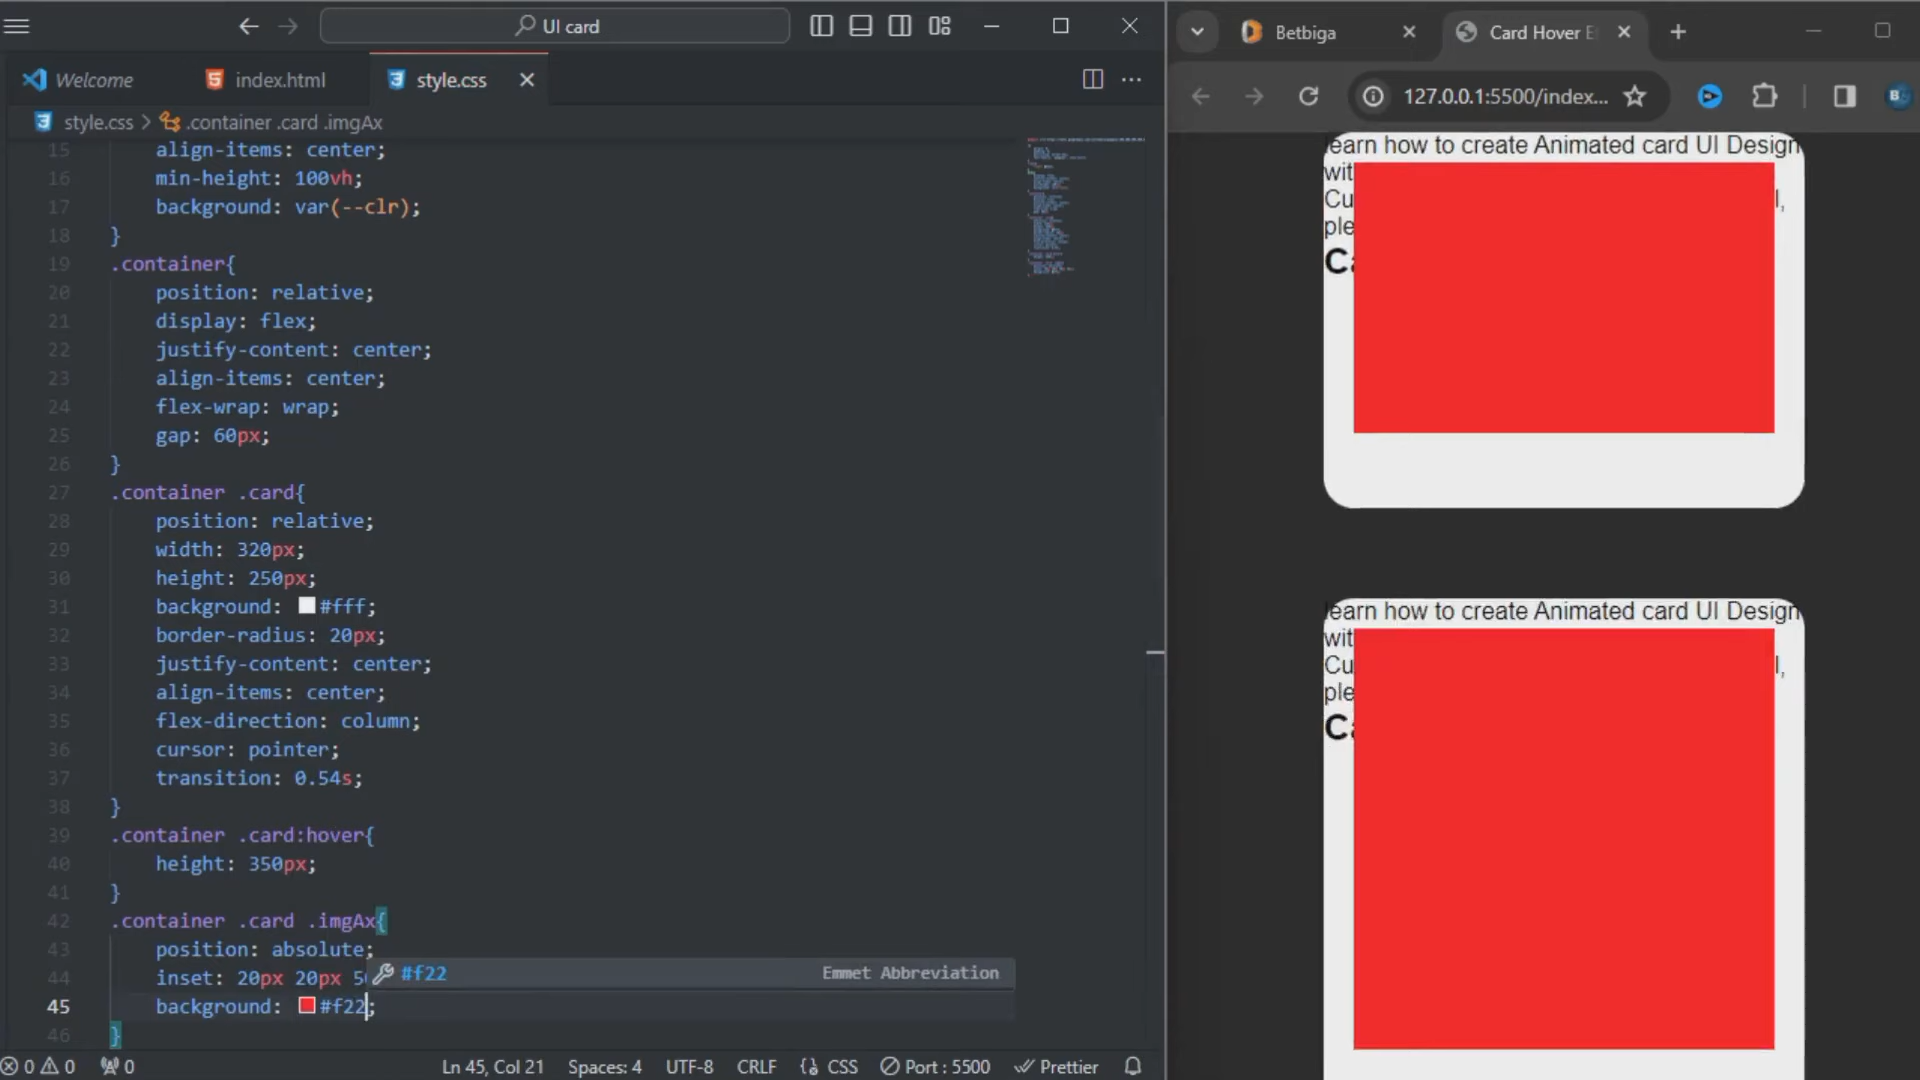 UI card
Welcome
index.html
style.css
style.css > .container .card .imgAx
15 align-items: center;
16 min-height: 100vh;
17 background: var(--clr);
18 }
19 .container{
20 position: relative;
21 display: flex;
22 justify-content: center;
23 align-items: center;
24 flex-wrap: wrap;
25 gap: 60px;
26 }
27 .container .card{
28 position: relative;
29 width: 320px;
30 height: 250px;
31 background: #fff;
32 border-radius: 20px;
33 justify-content: center;
34 align-items: center;
35 flex-direction: column;
36 cursor: pointer;
37 transition: 0.54s;
38 }
39 .container .card:hover{
40 height: 350px;
41 }
42 .container .card .imgAx{
43 position: absolute;
44 inset: 20px 20px
#f22 Emmet Abbreviation
45 background: #f22;
46 }
0 0 0 Ln 45, Col 21 Spaces: 4 UTF-8 CRLF {} CSS Port : 5500 Prettier
Betbiga
Card Hover
127.0.0.1:5500/index...
learn how to create Animated card UI Design
wit
Cu l,
ple
learn how to create Animated card UI Design
wit
Cu l,
ple